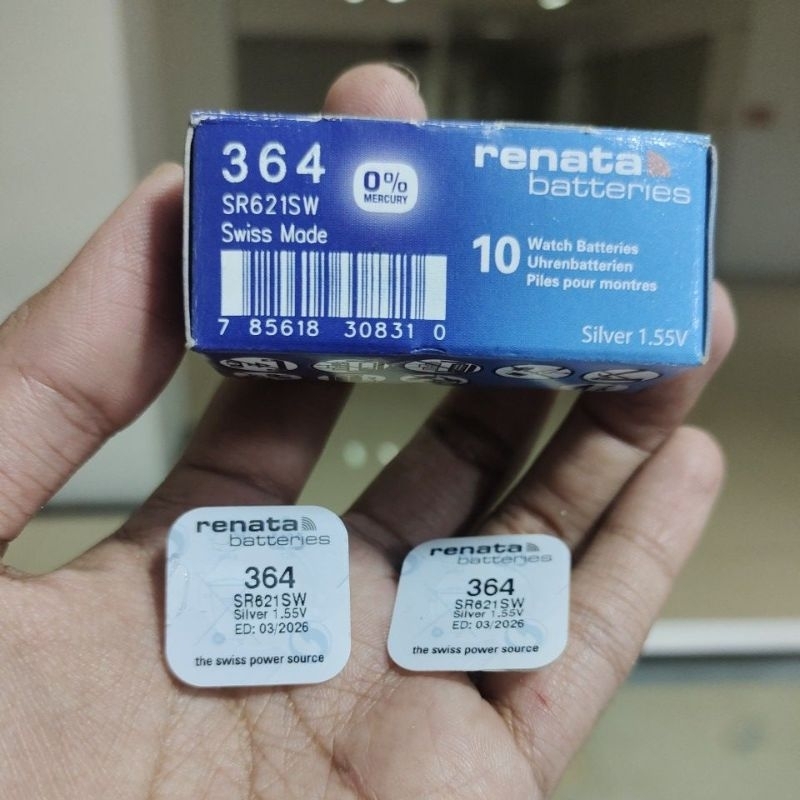 364
SR621SW
Swiss Made
0%
MERCURY
7 85618 30831 0
renata
batteries
10 Watch Batteries
Uhrenbatterien
Piles pour montres
Silver 1.55V
renata
batteries
364
SR621SW
Silver 1.55V
ED: 03/2026
the swiss power source
renata
batteries
364
SR621SW
Silver 1.55V
ED: 03/2026
the swiss power source